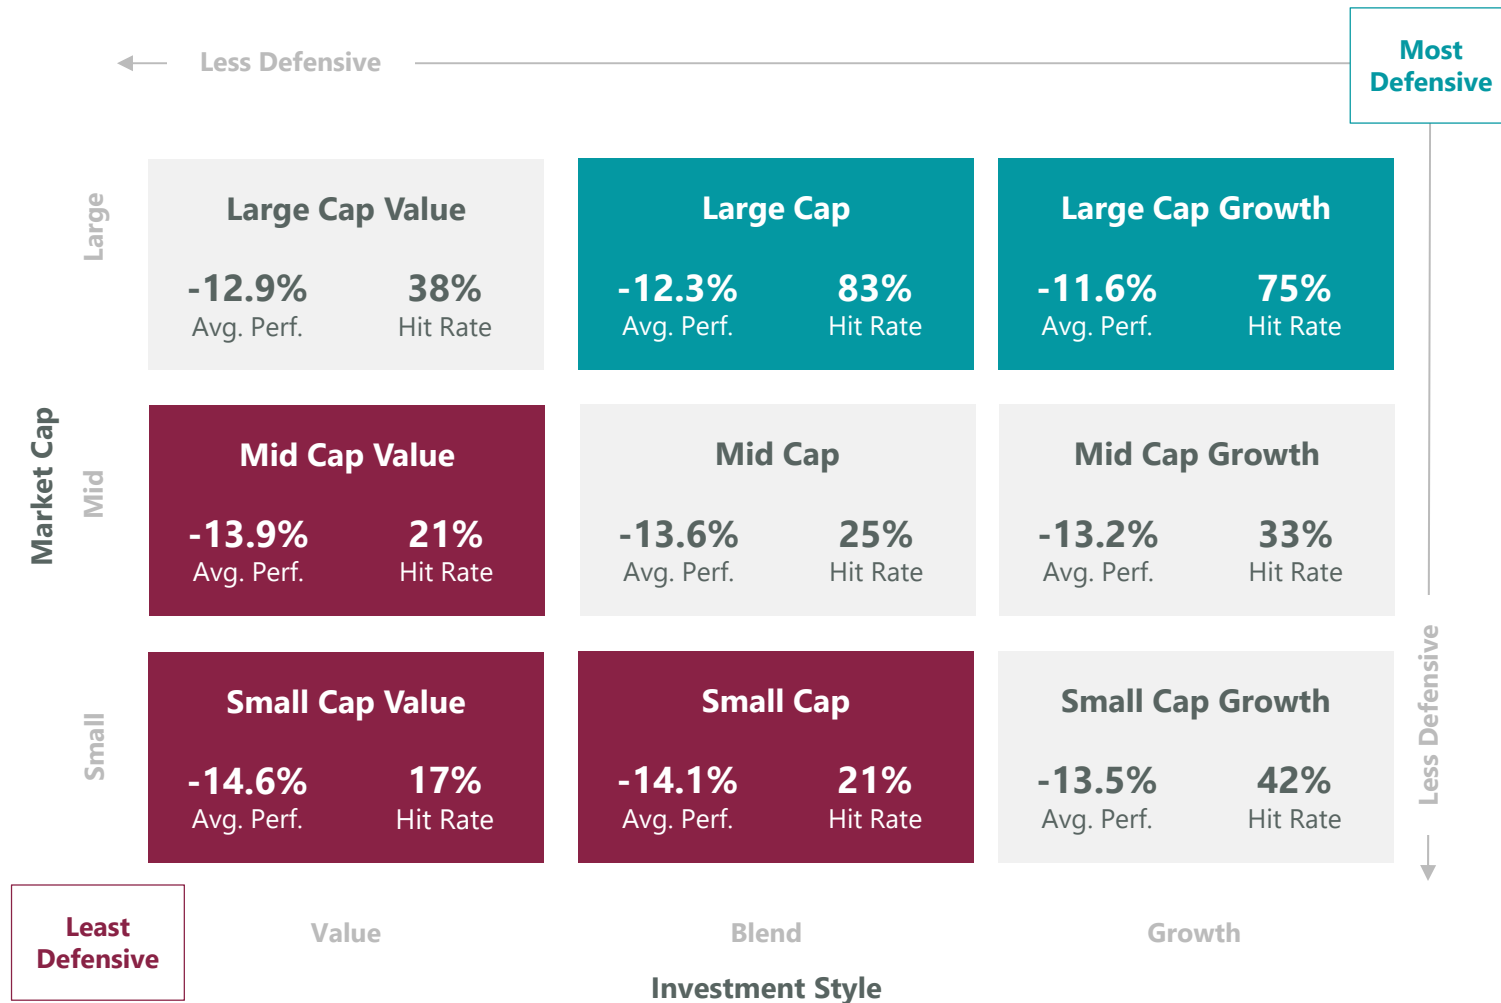 Less Defensive
Most
Defensive
Large
Large Cap Value
-12.9%
Avg. Perf.
38%
Hit Rate
Large Cap
-12.3%
Avg. Perf.
83%
Hit Rate
Large Cap Growth
-11.6%
Avg. Perf.
75%
Hit Rate
Market Cap
Mid
Mid Cap Value
-13.9%
Avg. Perf.
21%
Hit Rate
Mid Cap
-13.6%
Avg. Perf.
25%
Hit Rate
Mid Cap Growth
-13.2%
Avg. Perf.
33%
Hit Rate
Small
Small Cap Value
-14.6%
Avg. Perf.
17%
Hit Rate
Small Cap
-14.1%
Avg. Perf.
21%
Hit Rate
Small Cap Growth
-13.5%
Avg. Perf.
42%
Hit Rate
Less Defensive
Least
Defensive
Value
Blend
Growth
Investment Style